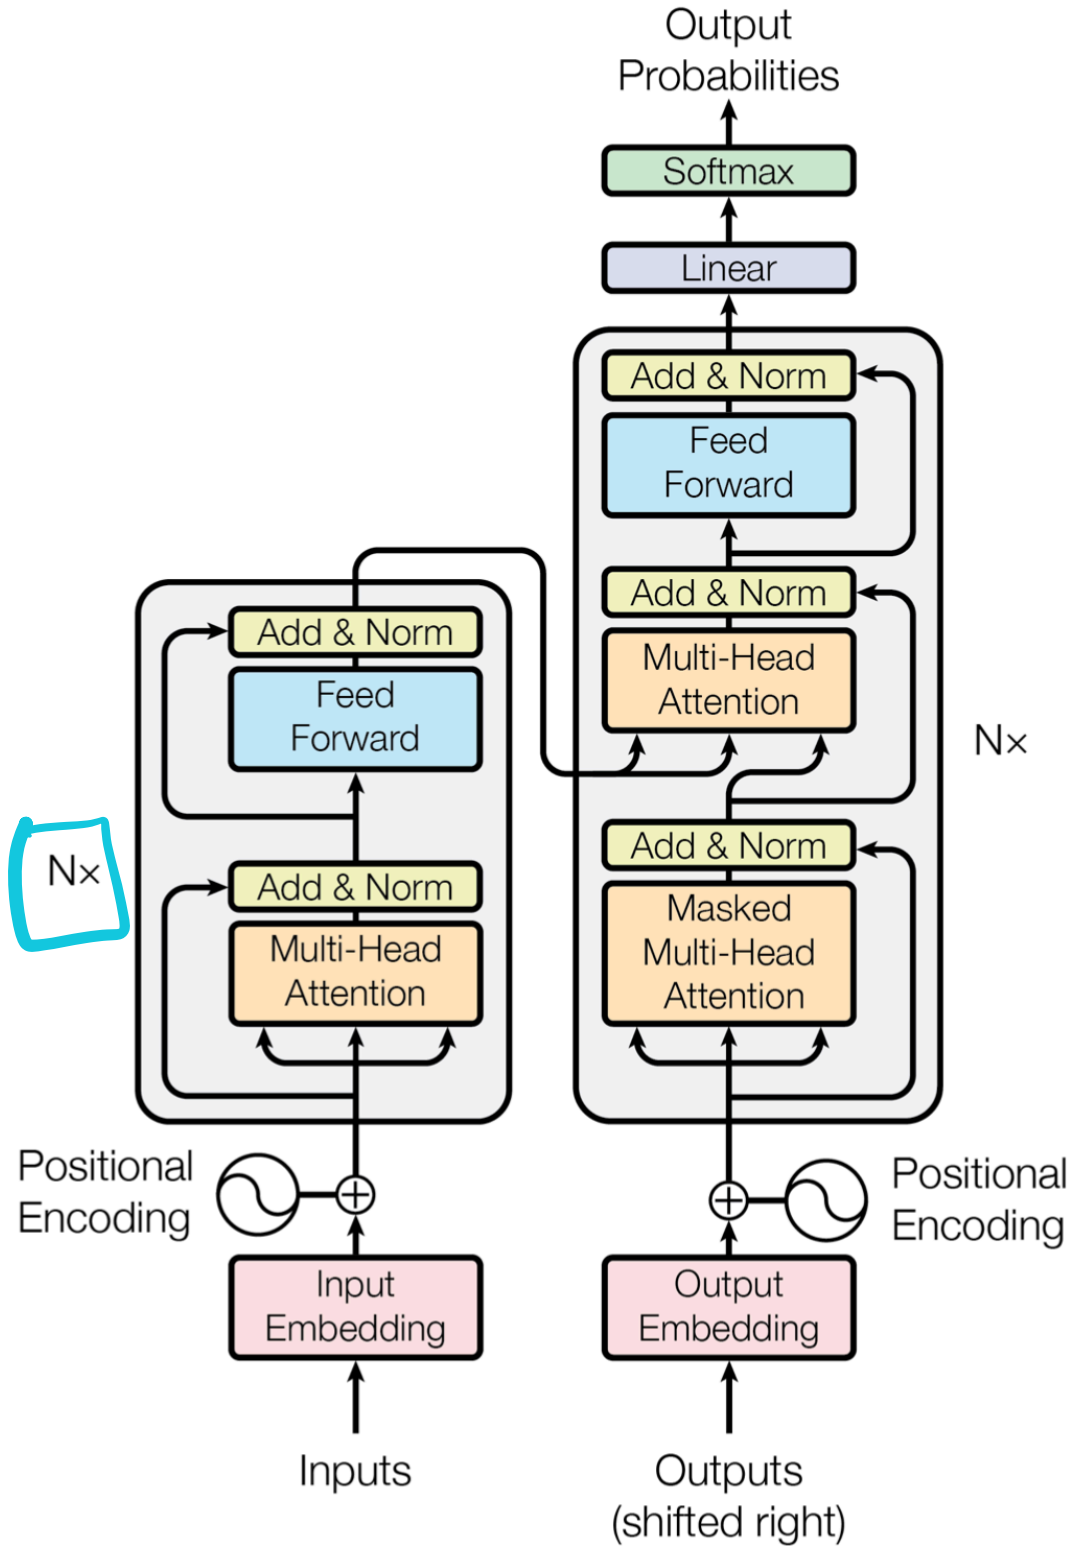 Output
Probabilities
Softmax
Linear
Add & Norm
Feed
Forward
Add & Norm
Multi-Head
Attention
Nx
Add & Norm
Masked
Multi-Head
Attention
Add & Norm
Feed
Forward
Nx
Add & Norm
Multi-Head
Attention
Positional
Encoding
Positional
Encoding
Input
Embedding
Output
Embedding
Inputs
Outputs
(shifted right)